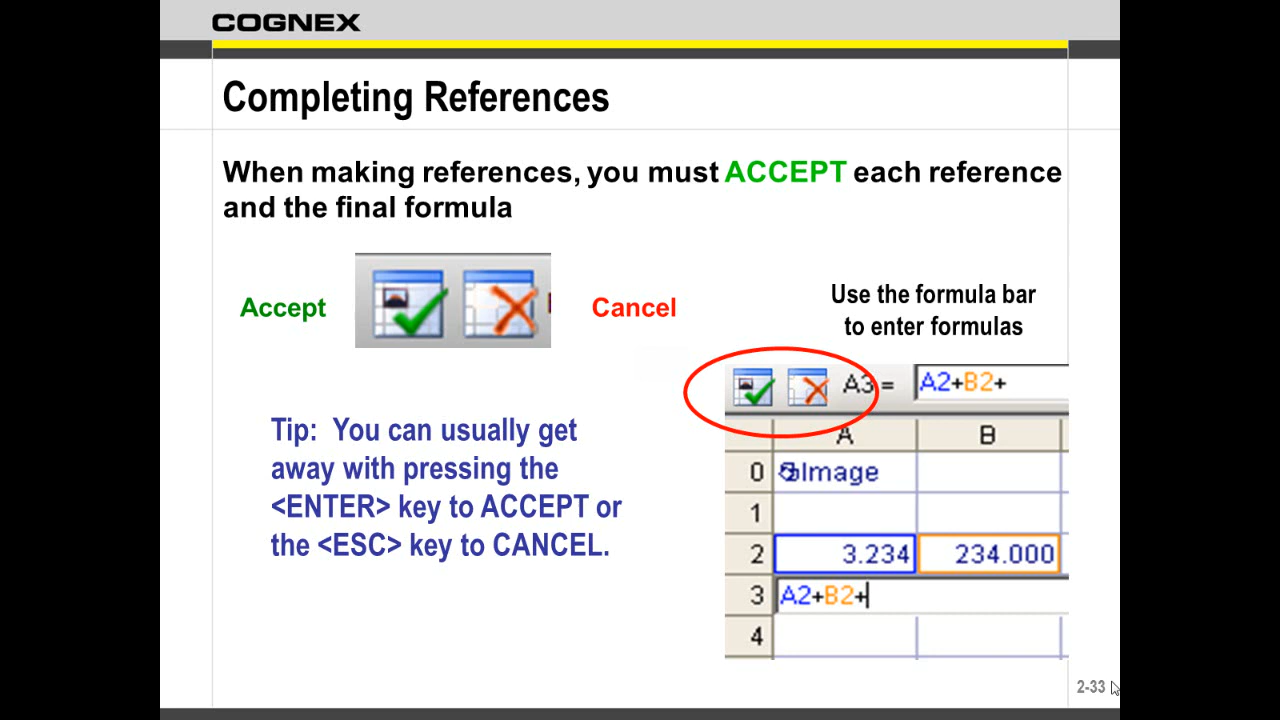 COGNEX
Completing References
When making references, you must ACCEPT each reference
and the final formula
Accept
Cancel
Use the formula bar
to enter formulas
A3 = A2+B2+
A B
0 Image
1
2 3.234 234.000
3 A2+B2+
4
Tip: You can usually get
away with pressing the
<ENTER> key to ACCEPT or
the <ESC> key to CANCEL.
2-33